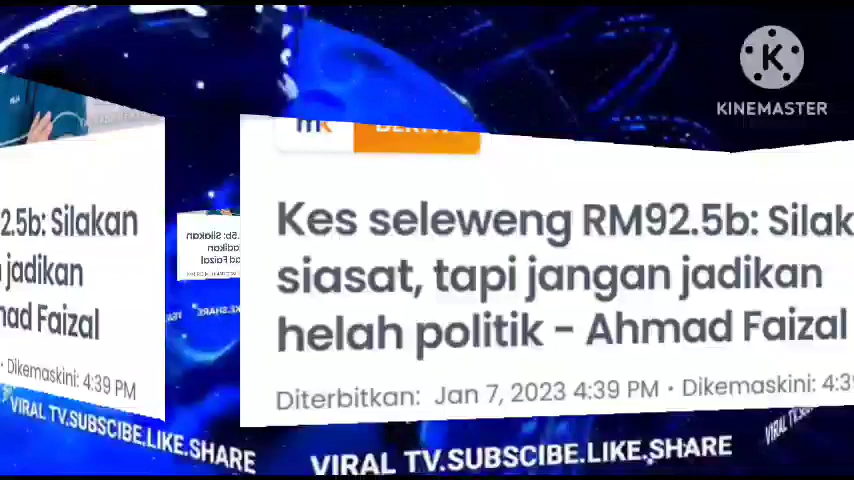 KINEMASTER
mk
Kes seleweng RM92.5b: Silak
siasat, tapi jangan jadikan
helah politik - Ahmad Faizal
Diterbitkan: Jan 7, 2023 4:39 PM • Dikemaskini: 4:3
2.5b: Silakan
jadikan
mad Faizal
• Dikemaskini: 4:39 PM
VIRAL TV.SUBSCIBE.LIKE.SHARE
VIRAL TV.SUBSCIBE.LIKE.SHARE